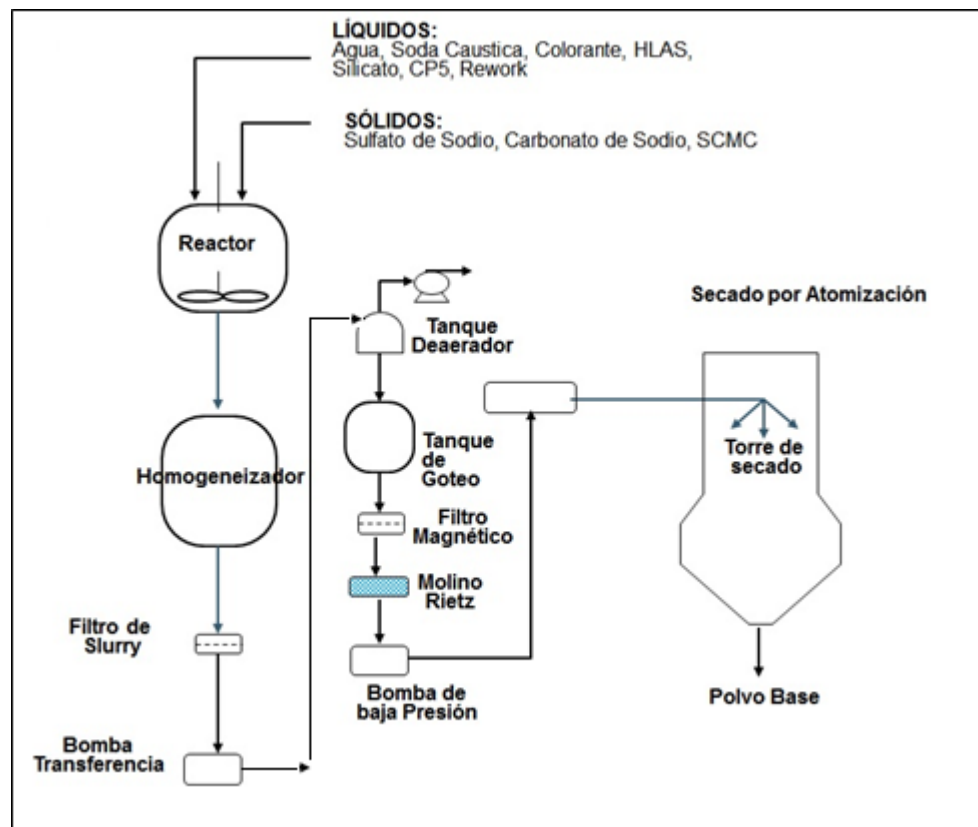 LÍQUIDOS:
Agua, Soda Caustica, Colorante, HLAS,
Silicato, CP5, Rework
SÓLIDOS:
Sulfato de Sodio, Carbonato de Sodio, SCMC
Reactor
Homogeneizador
Filtro de
Slurry
Bomba
Transferencia
Tanque
Deaerador
Tanque
de
Goteo
Filtro
Magnético
Molino
Rietz
Bomba de
baja Presión
Secado por Atomización
Torre de
secado
Polvo Base